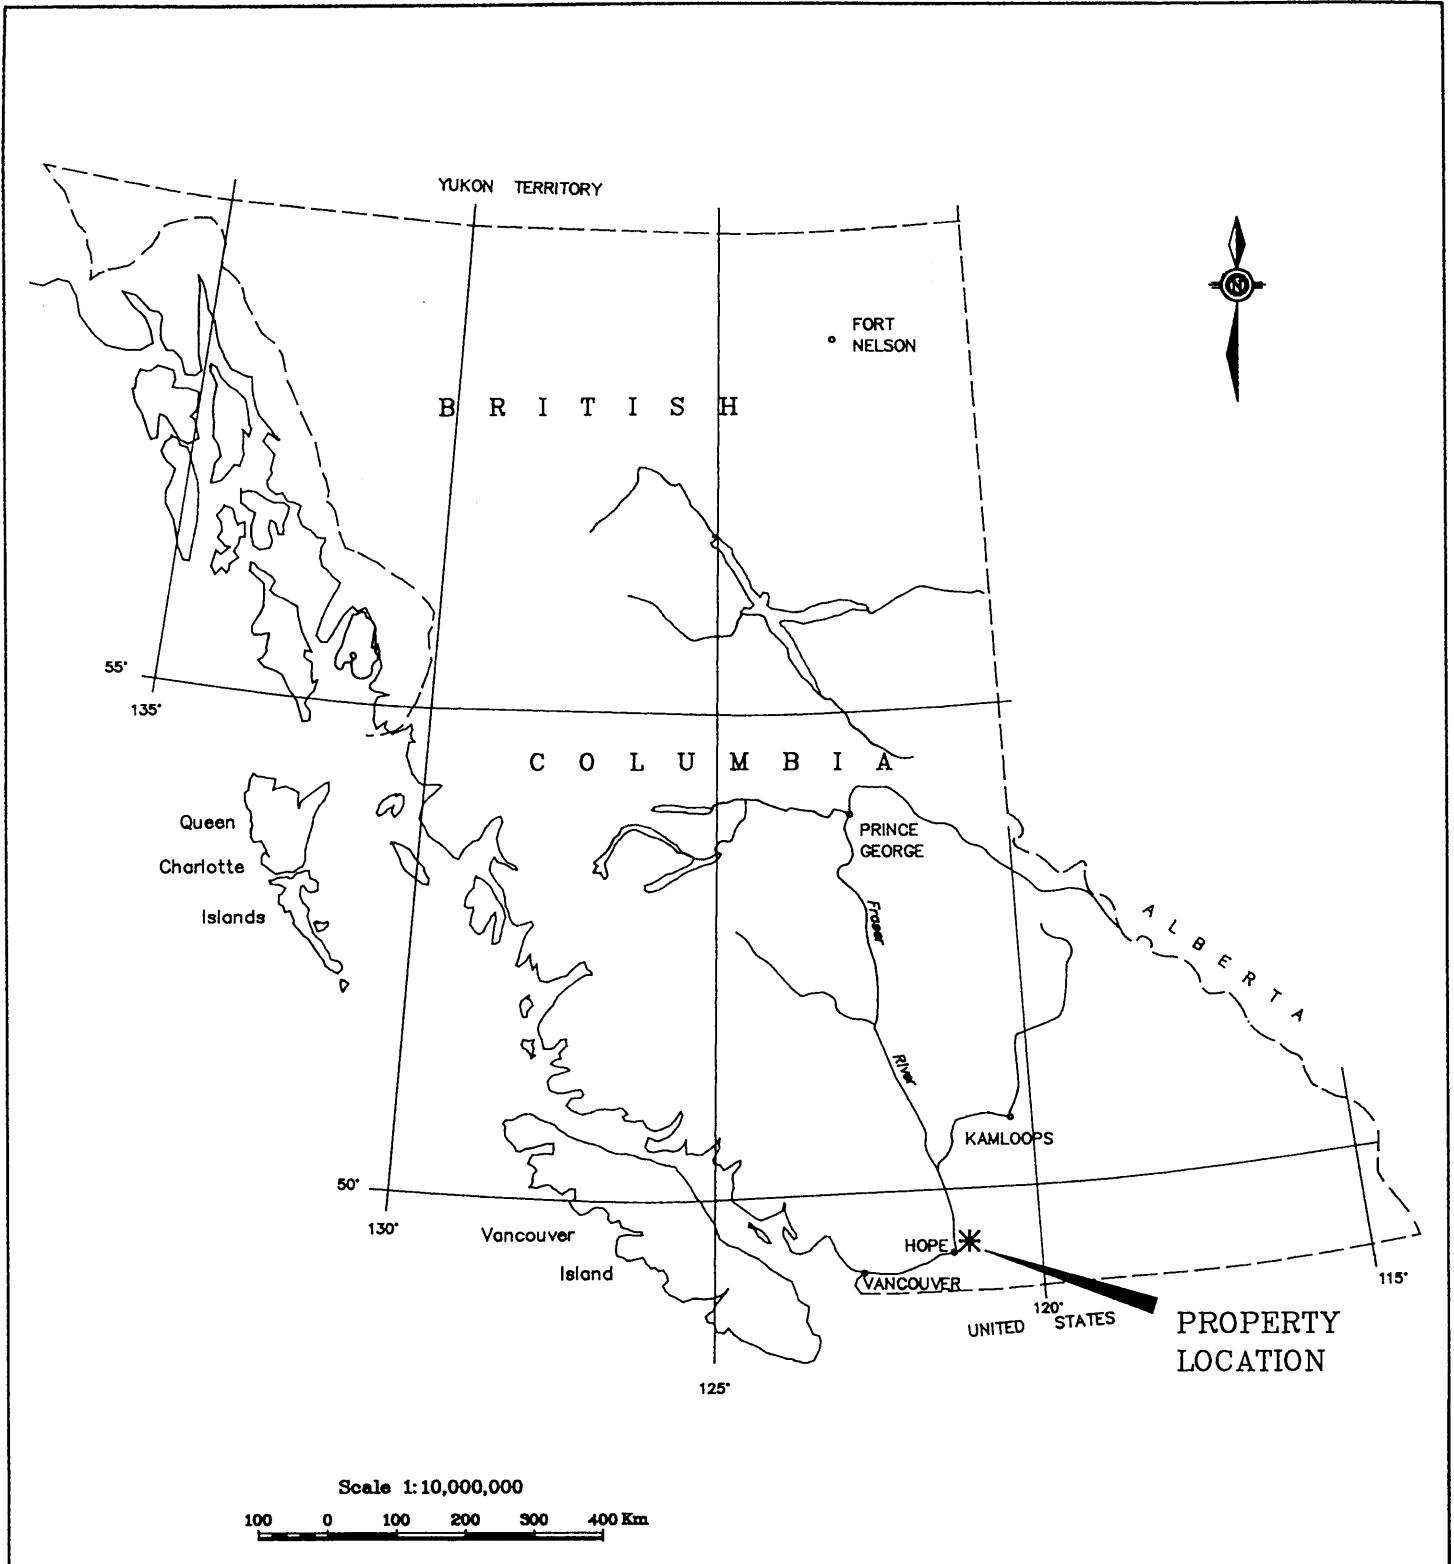 YUKON TERRITORY
N
FORT
NELSON
BRITISH
55°
135°
COLUMBIA
Queen
Charlotte
Islands
PRINCE
GEORGE
Fraser
ALBERTA
River
KAMLOOPS
50°
130°
Vancouver
Island
HOPE
VANCOUVER
115°
120°
UNITED STATES
PROPERTY
LOCATION
125°
Scale 1:10,000,000
100 0 100 200 300 400 Km